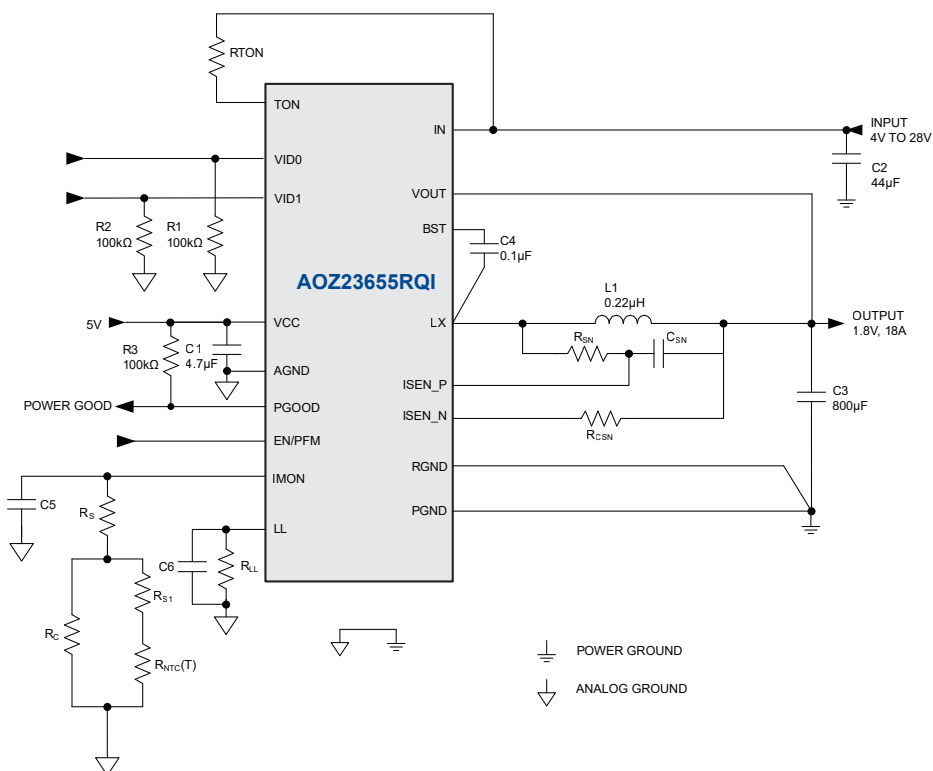 RTON
TON
IN
INPUT
4V TO 28V
C2
44µF
VID0
VID1
R2
100kΩ
R1
100kΩ
VOUT
BST
C4
0.1µF
AOZ23655RQI
L1
0.22µH
5V
VCC
LX
OUTPUT
1.8V, 18A
R3
100kΩ
C1
4.7µF
RSN
CSN
AGND
ISEN_P
C3
800µF
POWER GOOD
PGOOD
ISEN_N
RCSN
EN/PFM
RGND
IMON
C5
RS
PGND
LL
C6
RLL
RS1
RC
RNTC(T)
POWER GROUND
ANALOG GROUND